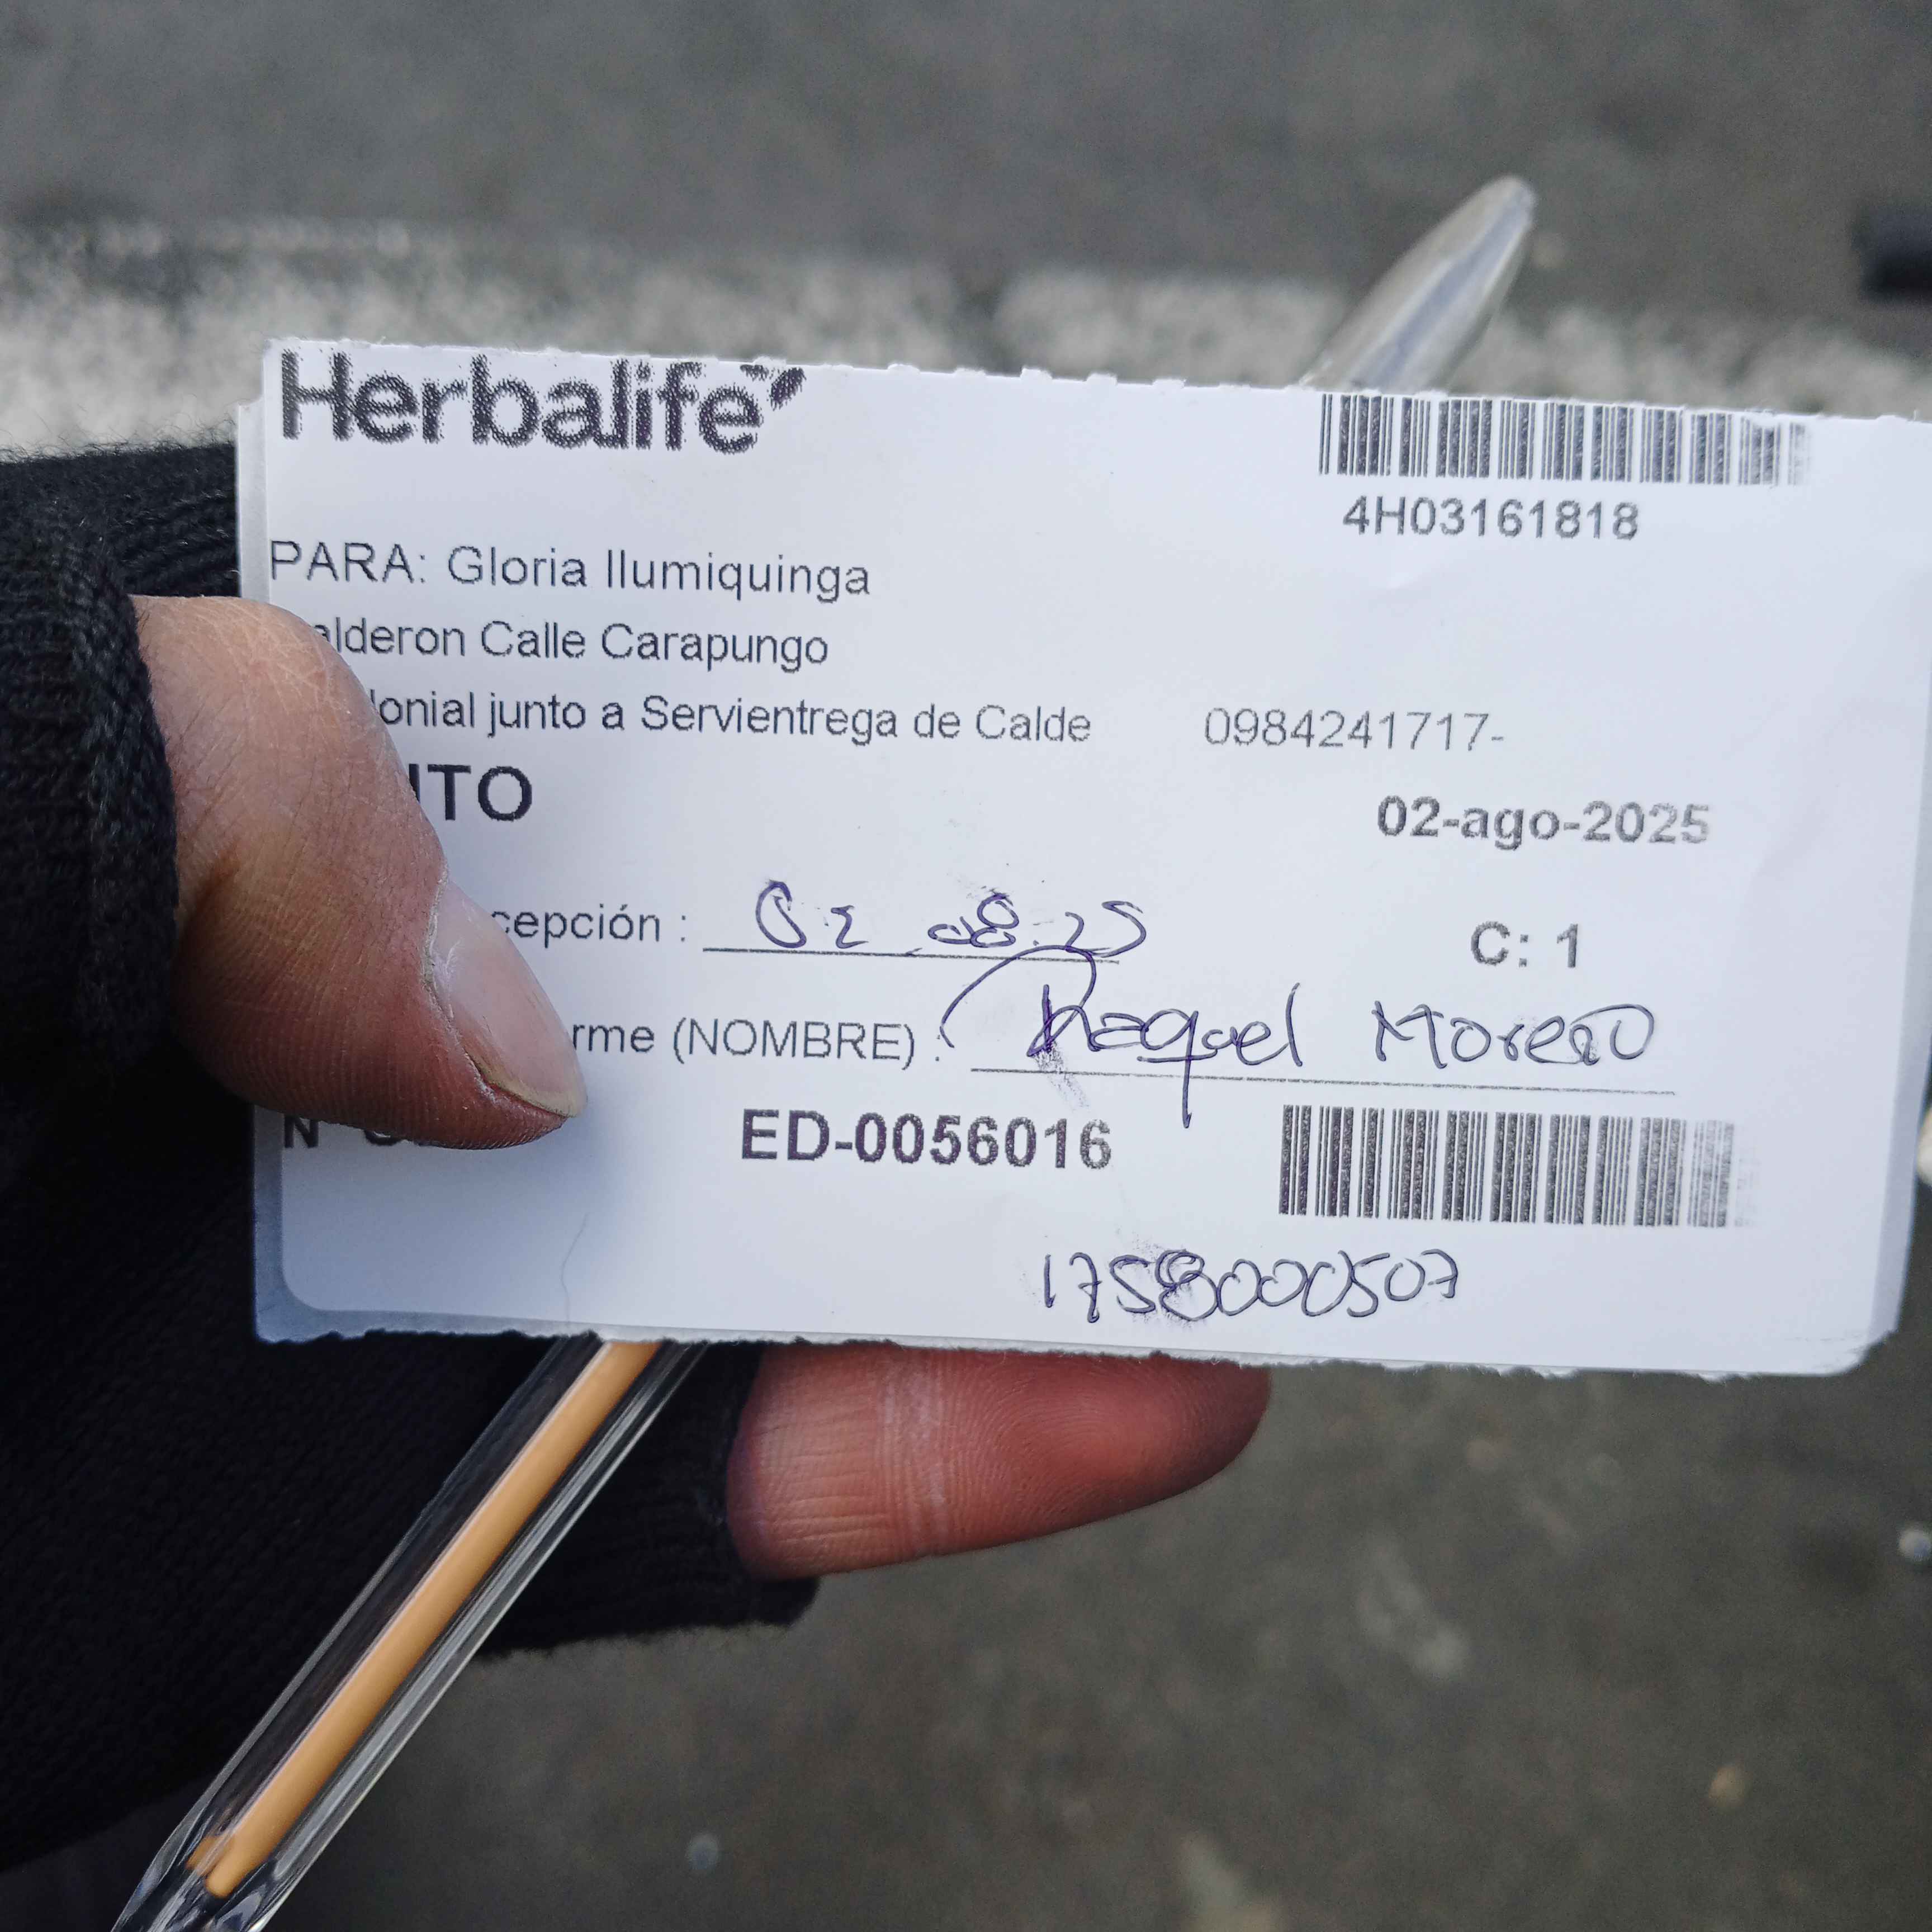 Herbalife
4H03161818
PARA: Gloria Ilumiquinga
alderon Calle Carapungo
lonial junto a Servientrega de Calde 0984241717-
ITO
02-ago-2025
cepción : 02 08-25
C: 1
rme (NOMBRE) : Raquel Moreno
ED-0056016
1758000507